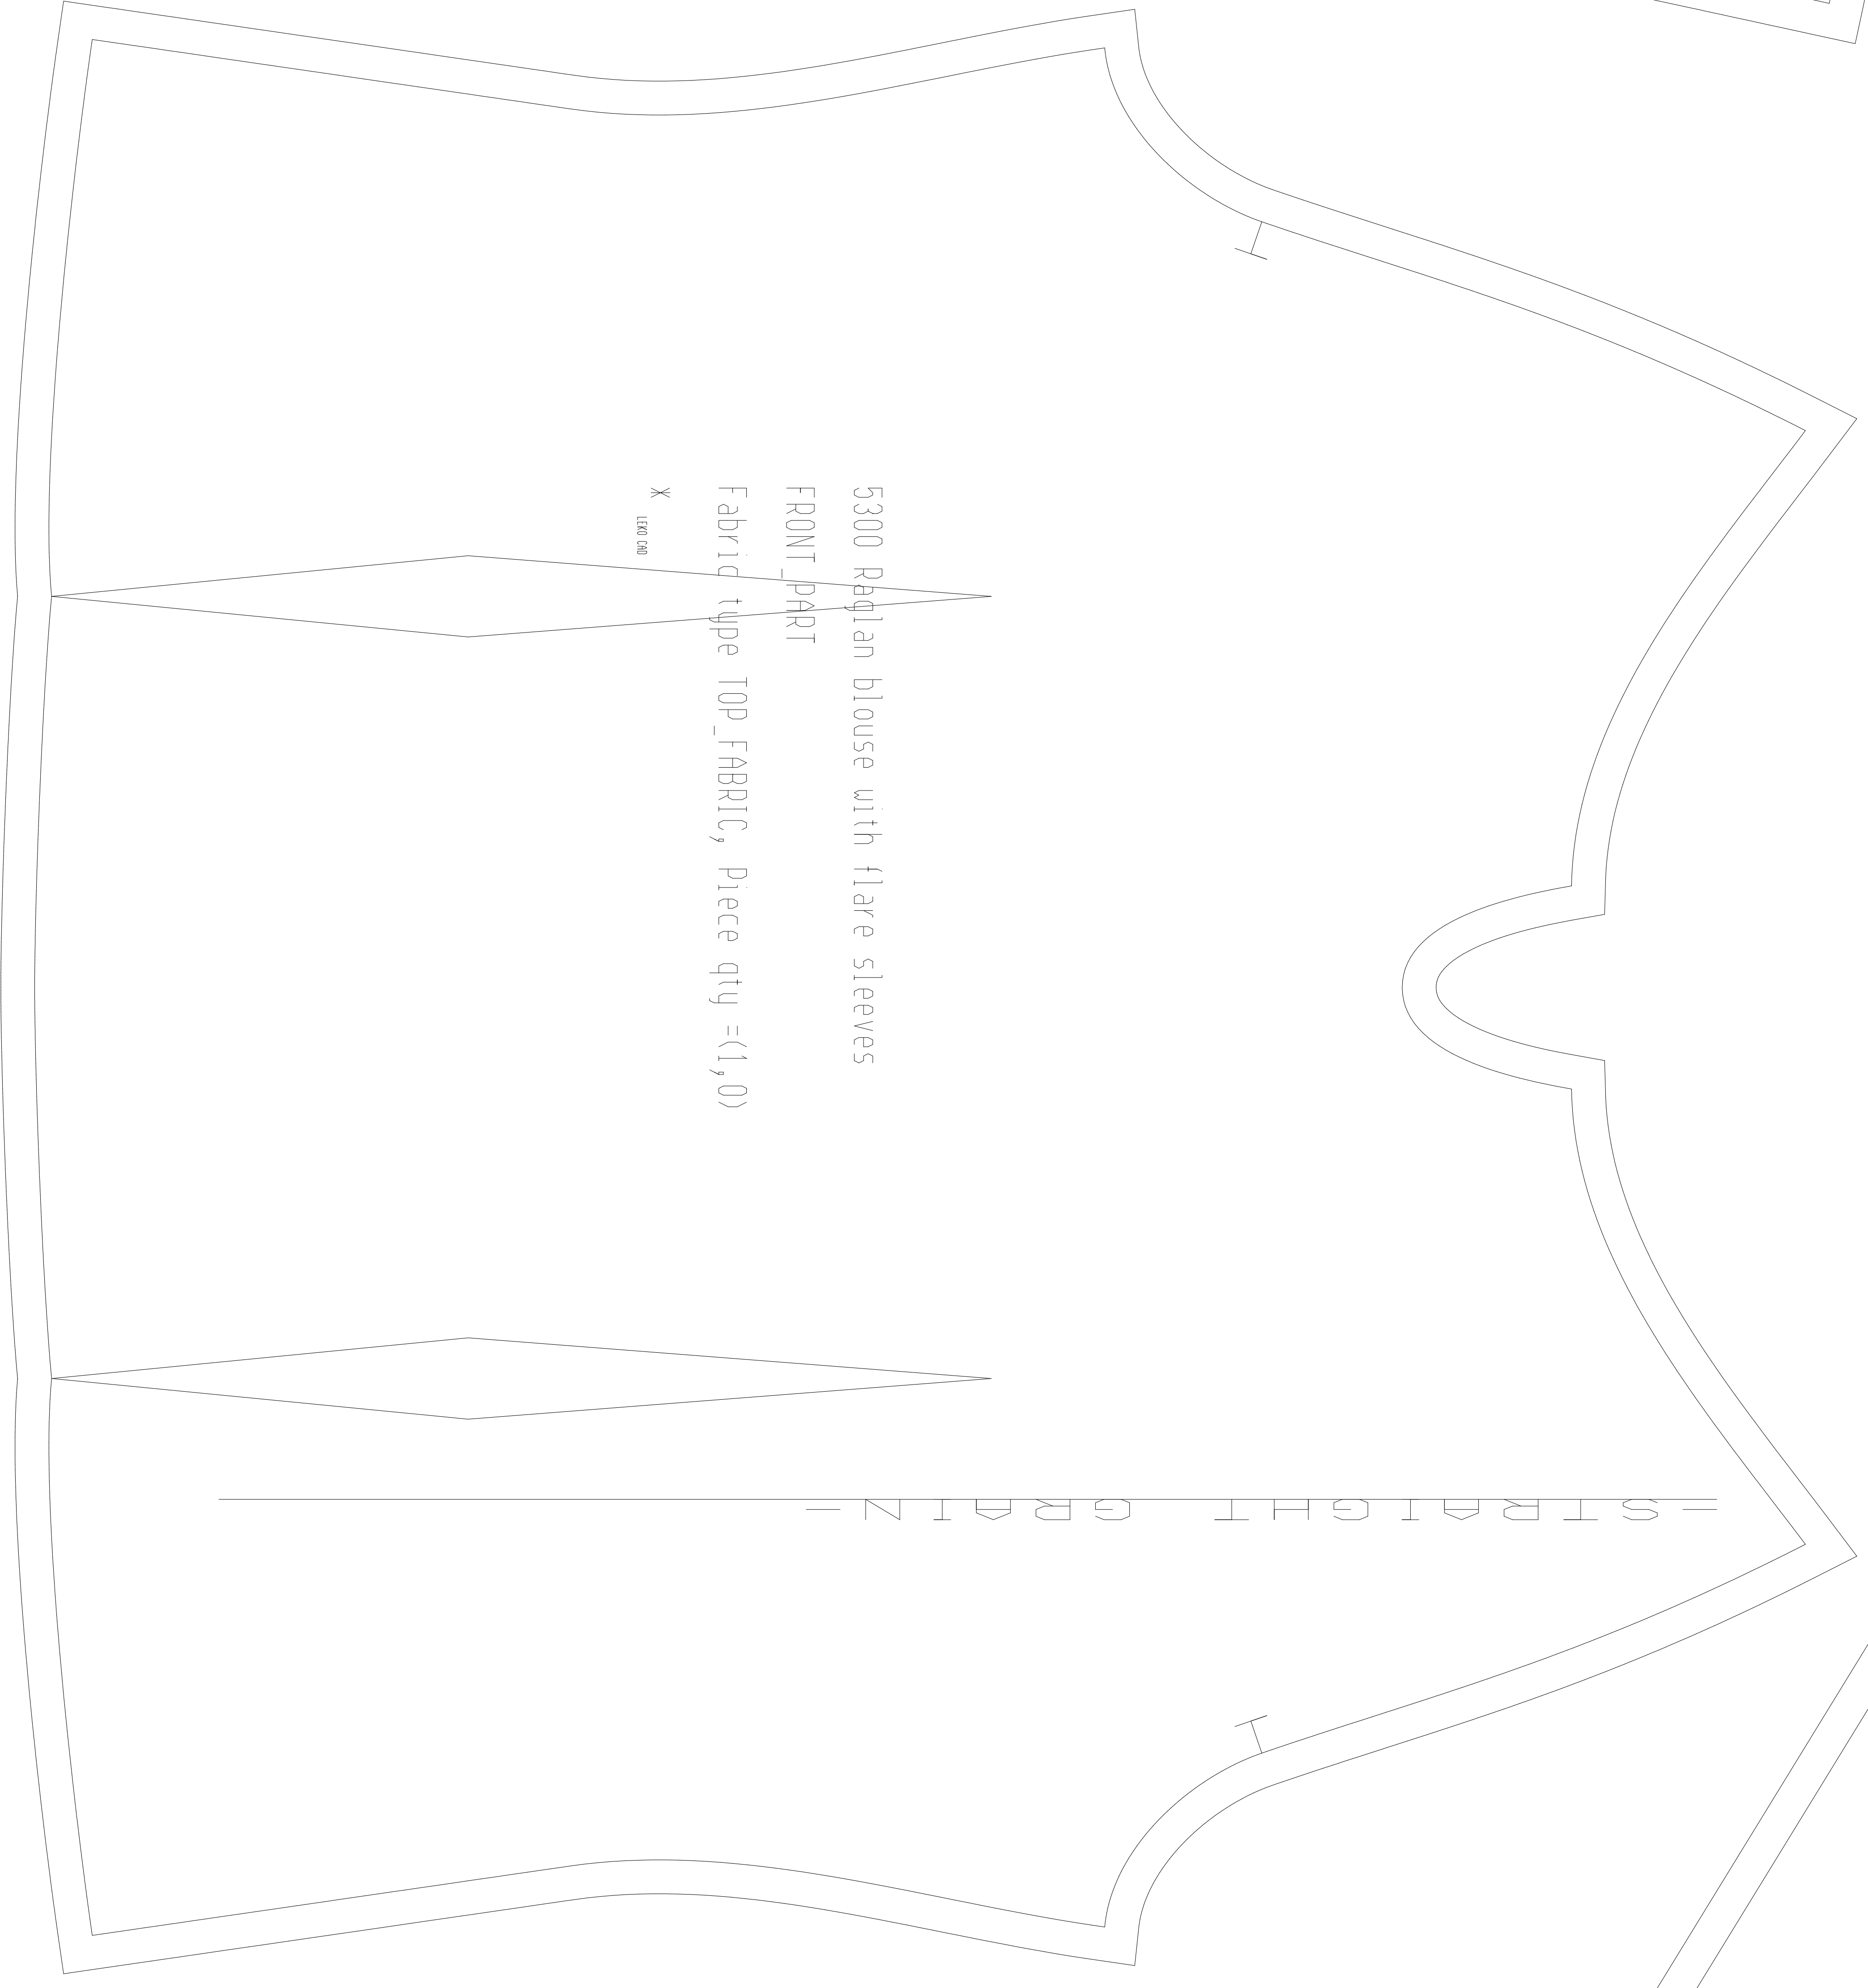 5300 Raglan blouse with flare sleeves
FRONT_PART
Fabric type TOP_FABRIC, Piece qty =(1,0)
LEKO CAD
- STRAIGHT GRAIN -